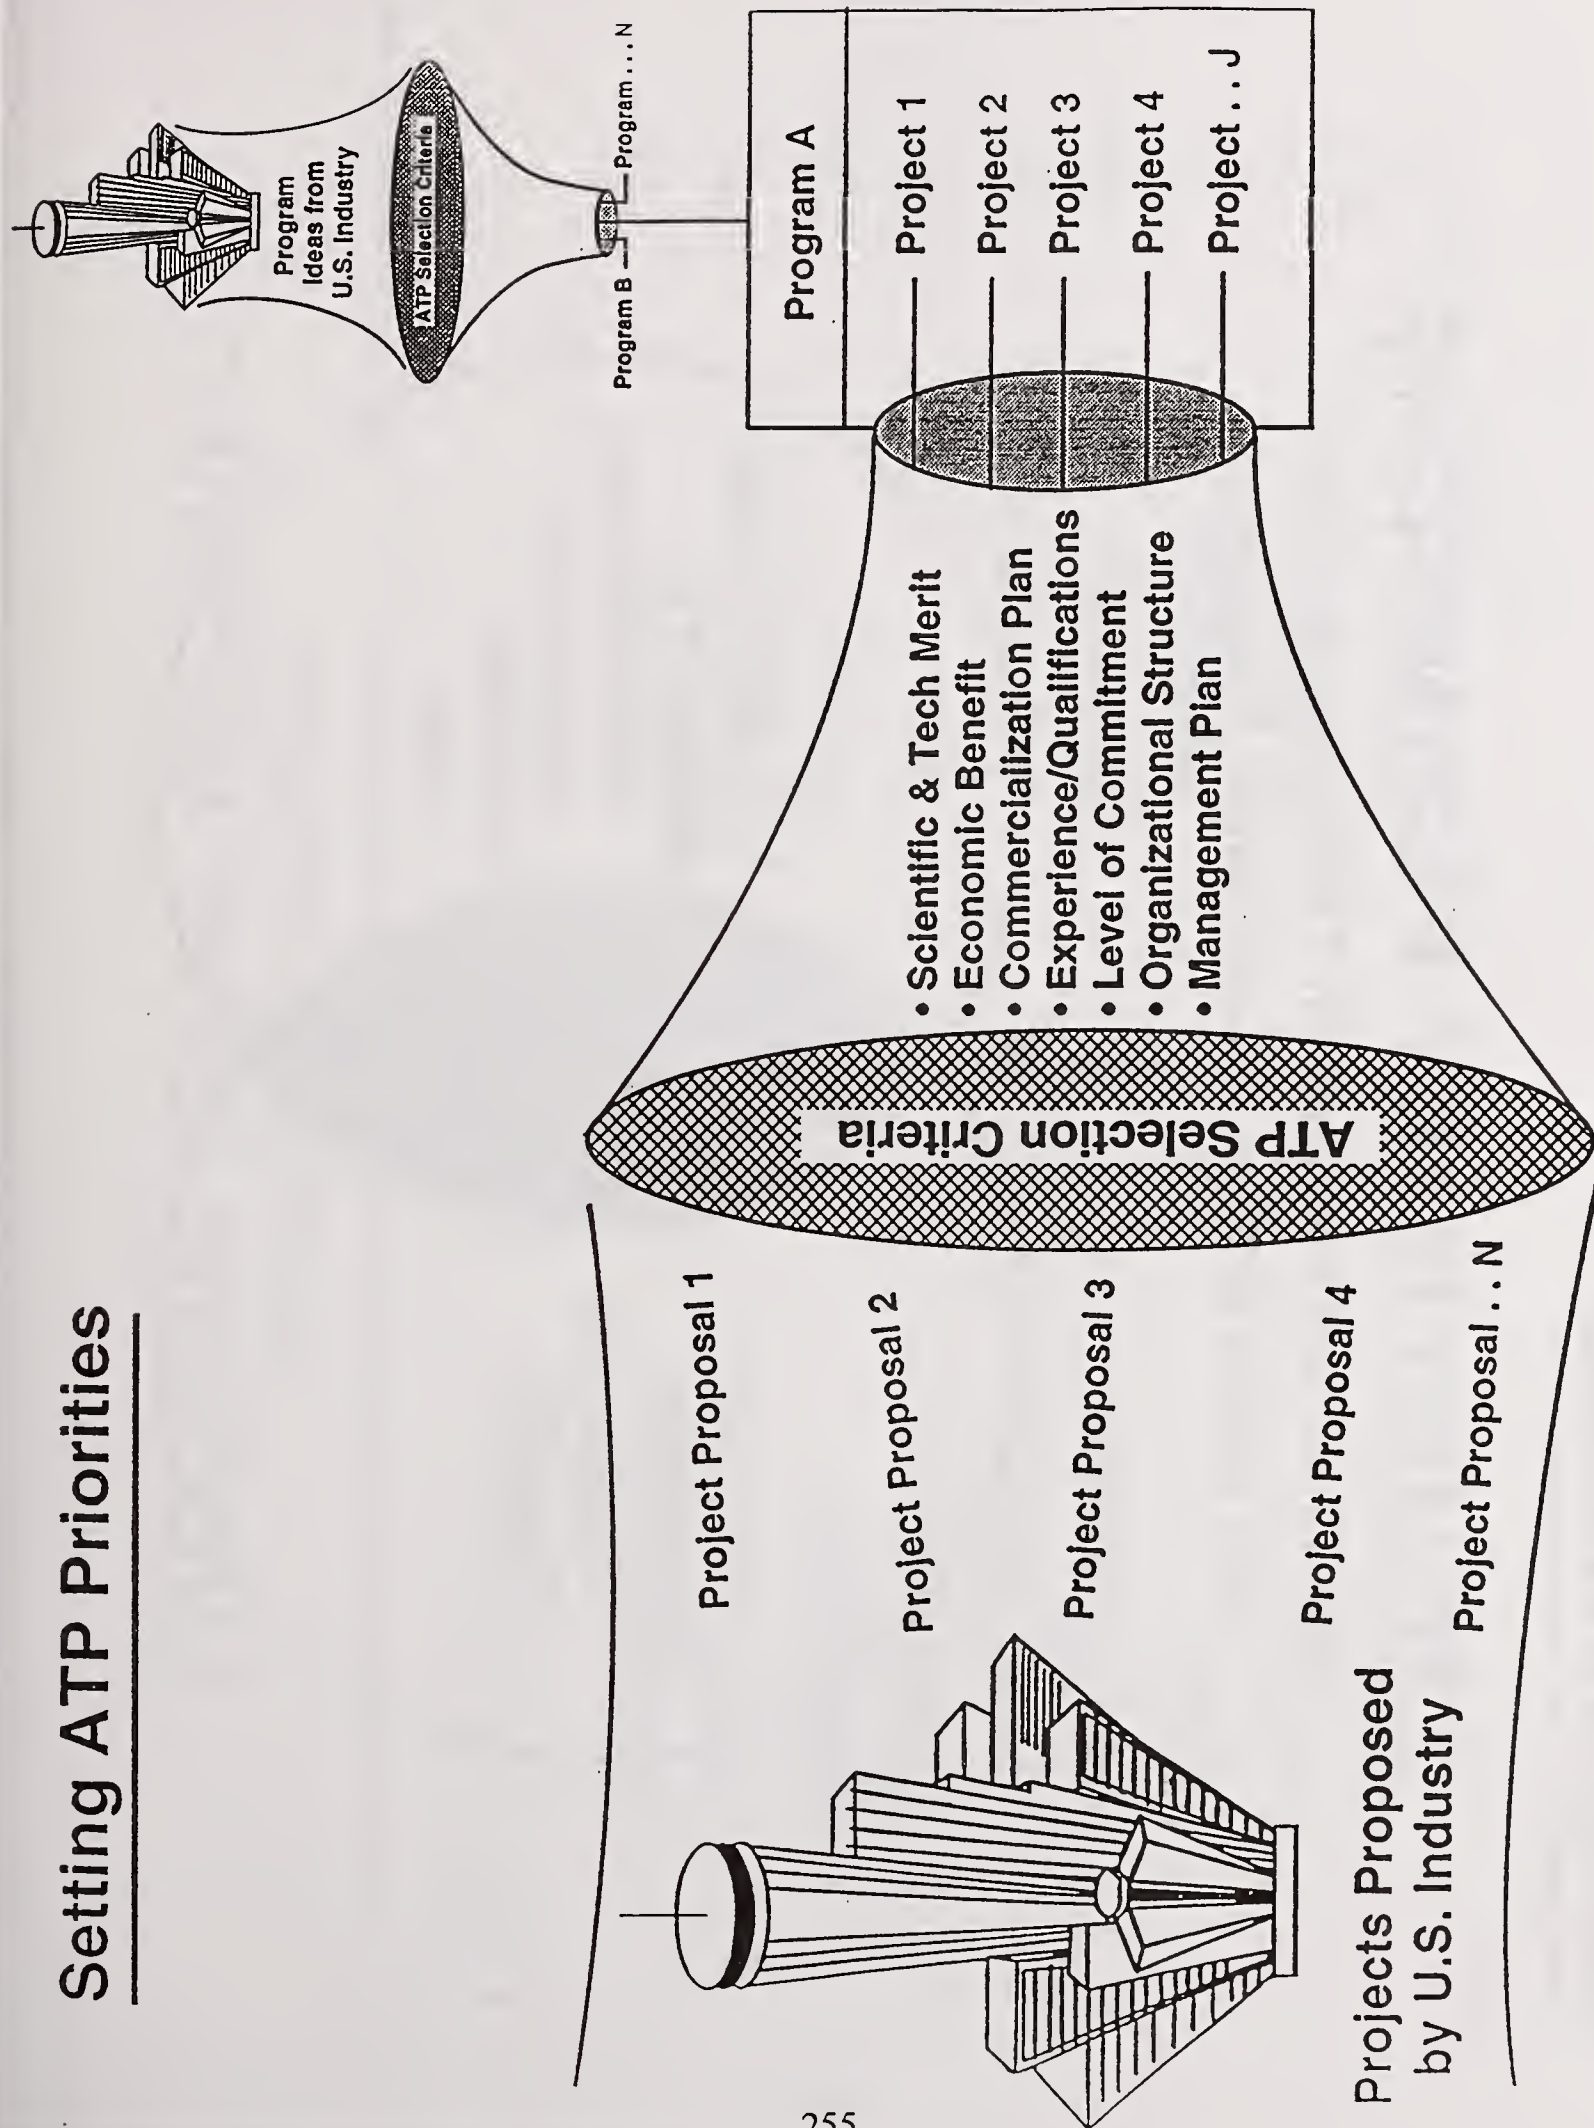 Setting ATP Priorities
Program
Ideas from
U.S. Industry
ATP Selection Criteria
Program B
Program...N
Program A
Project 1
Project 2
Project 3
Project 4
Project...J
• Scientific & Tech Merit
• Economic Benefit
• Commercialization Plan
• Experience/Qualifications
• Level of Commitment
• Organizational Structure
• Management Plan
ATP Selection Criteria
Project Proposal 1
Project Proposal 2
Project Proposal 3
Project Proposal 4
Project Proposal...N
Projects Proposed
by U.S. Industry
255